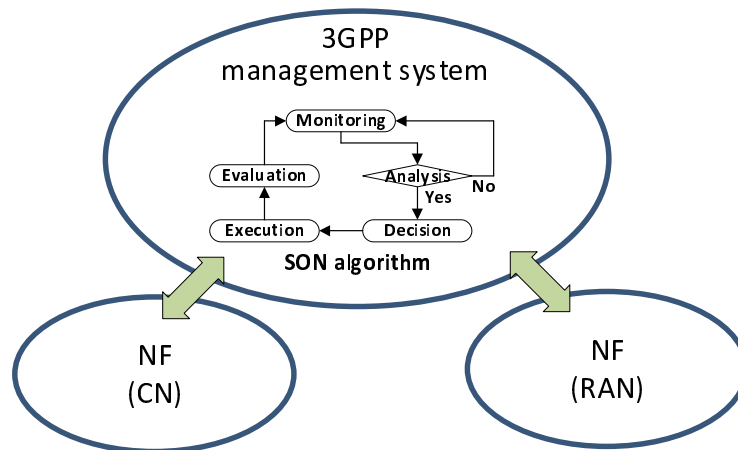 3GPP
management system
Monitoring
Evaluation
Analysis
No
Yes
Execution
Decision
SON algorithm
NF
(CN)
NF
(RAN)